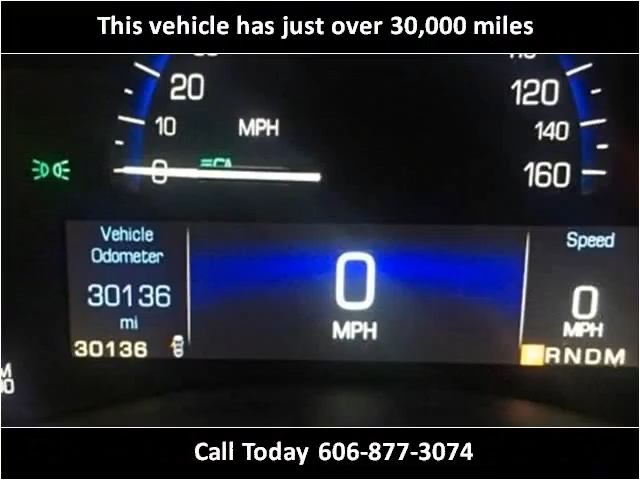 This vehicle has just over 30,000 miles
20
120
10
MPH
140
0
160
Vehicle
Odometer
Speed
30136
0
0
mi
MPH
MPH
30136
RNDM
Call Today 606-877-3074